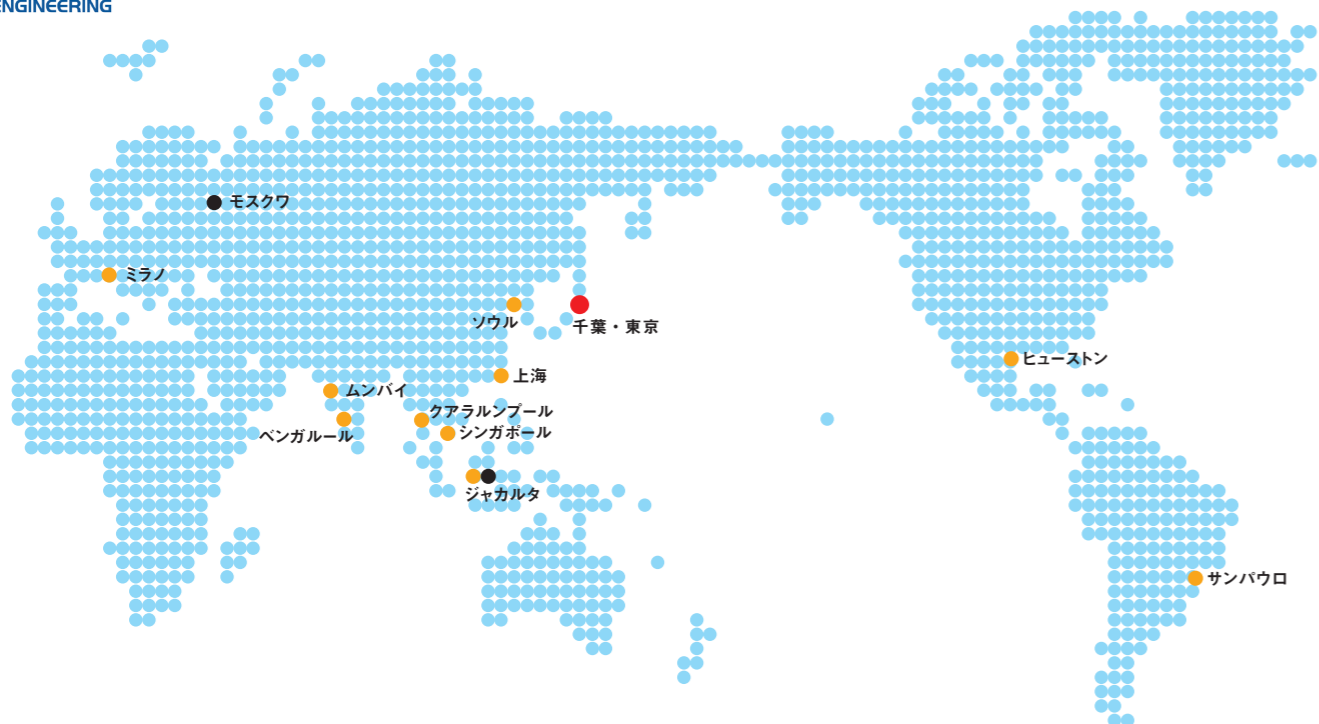 ENGINEERING
モスクワ
ミラノ
ソウル
千葉・東京
ヒューストン
上海
ムンバイ
クアラルンプール
シンガポール
ベンガルール
ジャカルタ
サンパウロ